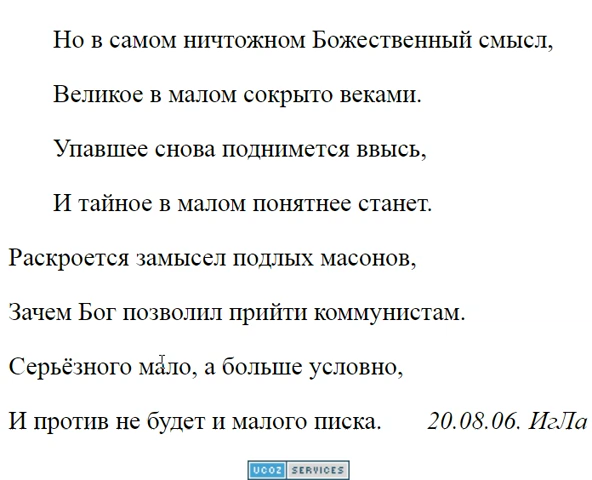 Но в самом ничтожном Божественный смысл,
Великое в малом сокрыто веками.
Упавшее снова поднимется ввысь,
И тайное в малом понятнее станет.
Раскроется замысел подлых масонов,
Зачем Бог позволил прийти коммунистам.
Серьёзного мало, а больше условно,
И против не будет и малого писка. 20.08.06. ИгЛа
UCOZ SERVICES